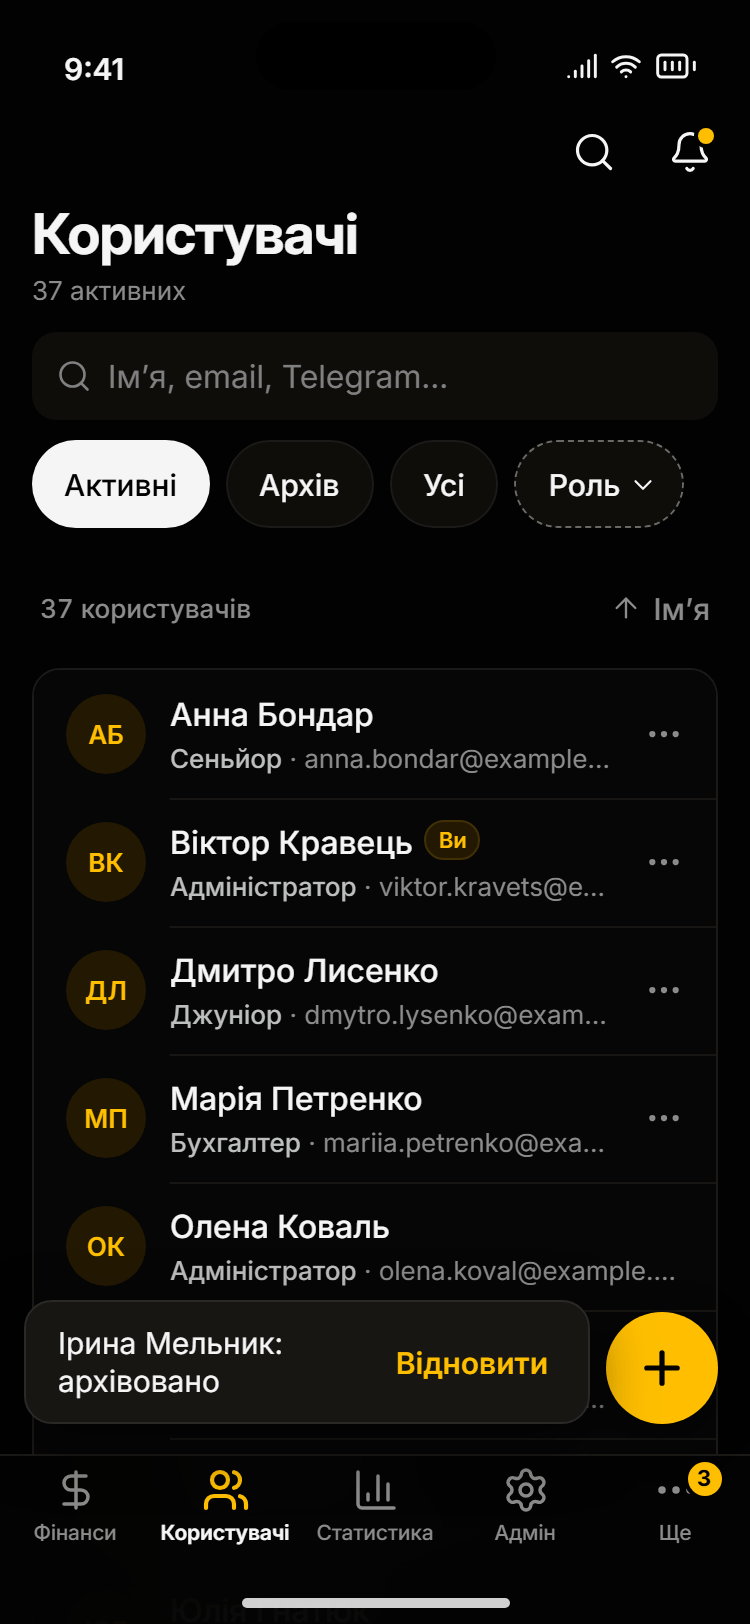 9:41
Користувачі
37 активних
Ім’я, email, Telegram...
Активні
Архів
Усі
Роль
37 користувачів
Ім’я
АБ
Анна Бондар
Сеньйор · anna.bondar@example...
ВК
Віктор Кравець
Ви
Адміністратор · viktor.kravets@e...
ДЛ
Дмитро Лисенко
Джуніор · dmytro.lysenko@exam...
МП
Марія Петренко
Бухгалтер · mariia.petrenko@exa...
ОК
Олена Коваль
Адміністратор · olena.koval@example....
Ірина Мельник:
архівовано
Відновити
3
Фінанси
Користувачі
Статистика
Адмін
Ще
Юлія Гнатюк